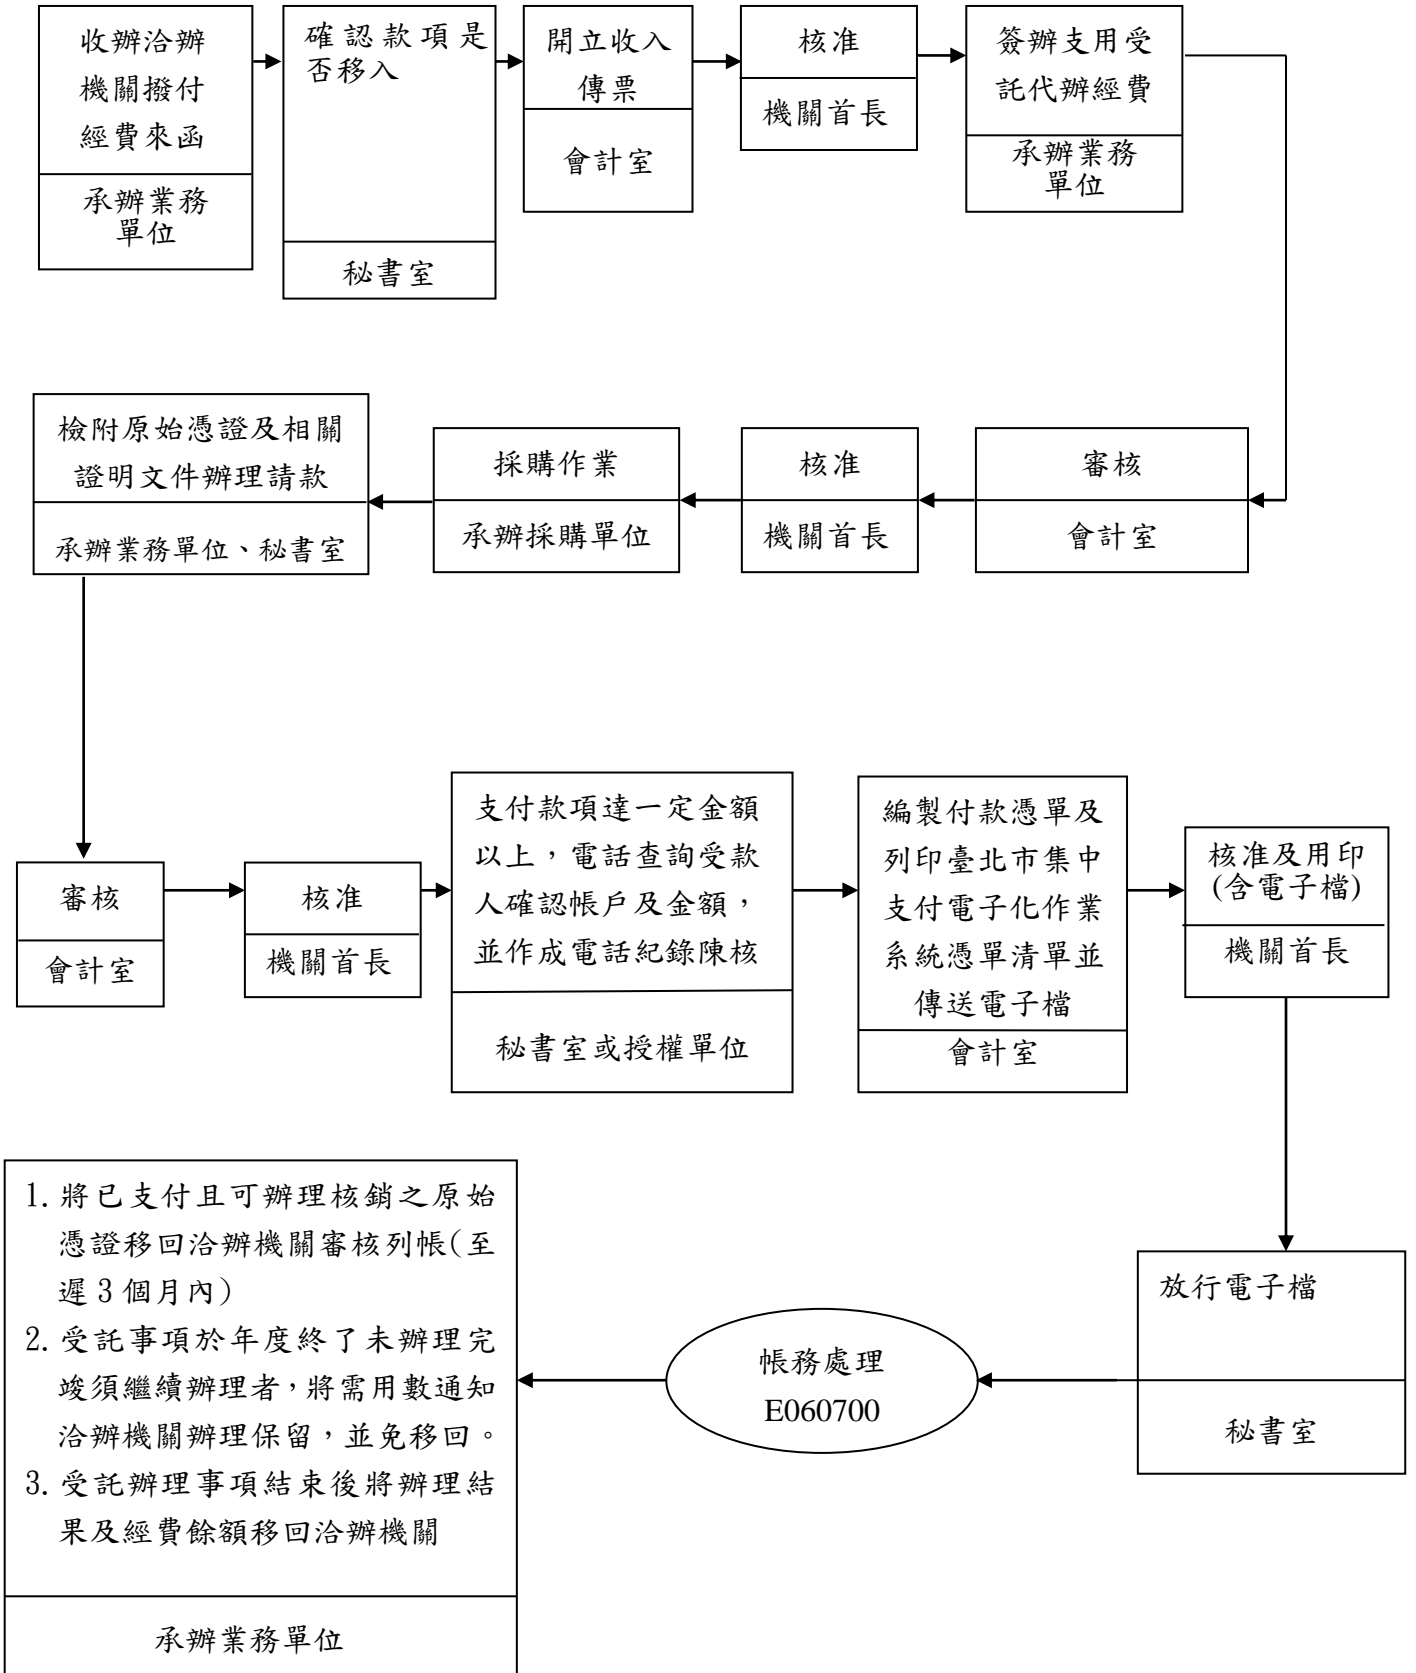 收辦洽辦
機關撥付
經費來函
承辦業務
單位
確認款項是
否移入
秘書室
開立收入
傳票
會計室
核准
機關首長
簽辦支用受
託代辦經費
承辦業務
單位
審核
會計室
核准
機關首長
採購作業
承辦採購單位
檢附原始憑證及相關
證明文件辦理請款
承辦業務單位、秘書室
審核
會計室
核准
機關首長
支付款項達一定金額
以上，電話查詢受款
人確認帳戶及金額，
並作成電話紀錄陳核
秘書室或授權單位
編製付款憑單及
列印臺北市集中
支付電子化作業
系統憑單清單並
傳送電子檔
會計室
核准及用印
(含電子檔)
機關首長
放行電子檔
秘書室
帳務處理
E060700
1. 將已支付且可辦理核銷之原始
憑證移回洽辦機關審核列帳(至
遲 3 個月內)
2. 受託事項於年度終了未辦理完
竣須繼續辦理者，將需用數通知
洽辦機關辦理保留，並免移回。
3. 受託辦理事項結束後將辦理結
果及經費餘額移回洽辦機關
承辦業務單位